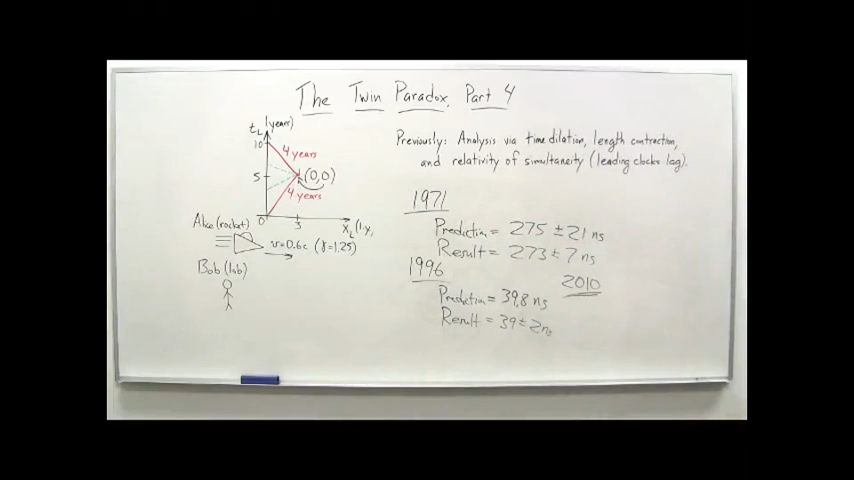 The Twin Paradox, Part 4
t_L (years)
10
4 years
5
(0,0)
4 years
0
3
x_L (l.y.)
Alice (rocket)
v=0.6c (γ=1.25)
Bob (lab)
Previously: Analysis via time dilation, length contraction,
and relativity of simultaneity (leading clocks lag).
1971
Prediction = 275 ± 21 ns
Result = 273 ± 7 ns
1996
Prediction = 39.8 ns
Result = 39 ± 2 ns
2010